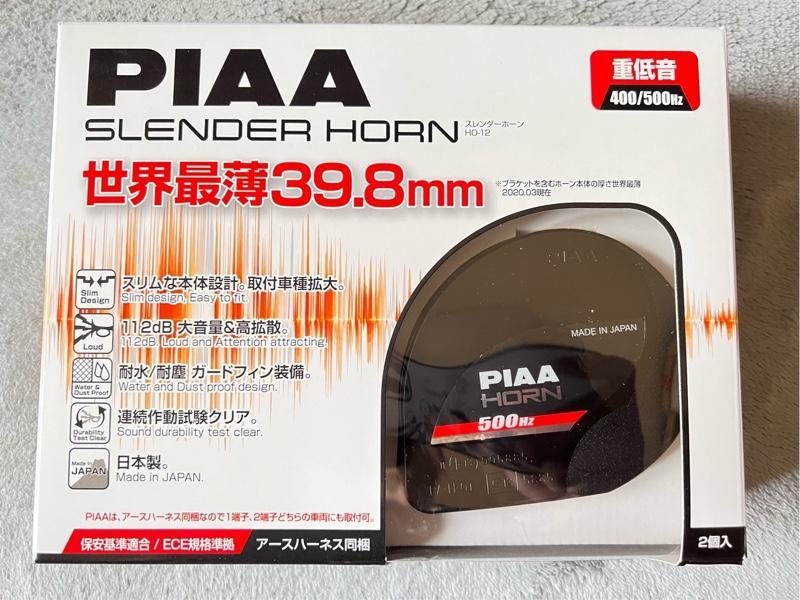 PIAA
SLENDER HORN
スレンダーホーン
HO-12
重低音
400/500Hz
世界最薄39.8mm
※ブラケットを含むホーン本体の厚さ世界最薄
2020.03現在
Slim
Design
スリムな本体設計。取付車種拡大。
Slim design, Easy to fit.
Loud
112dB 大音量&高拡散。
112dB. Loud and Attention attracting.
Water &
Dust Proof
耐水/耐塵 ガードフィン装備。
Water and Dust proof design.
Durability
Test Clear
連続作動試験クリア。
Sound durability test clear.
Made in
JAPAN
日本製。
Made in JAPAN.
PIAA
MADE IN JAPAN
PIAA
HORN
500Hz
PIAAは、アースハーネス同梱なので1端子、2端子どちらの車両にも取付可。
保安基準適合 / ECE規格準拠
アースハーネス同梱
2個入